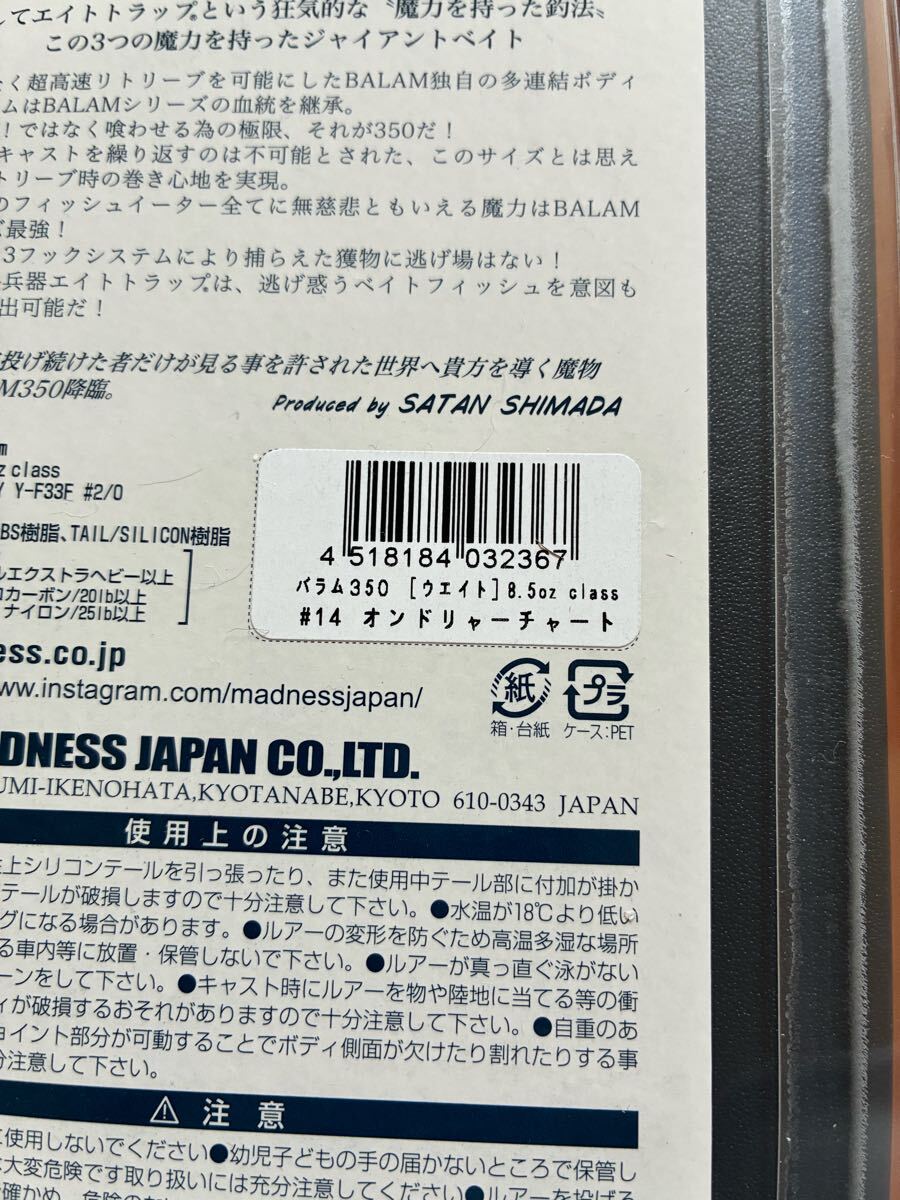 してエイトトラップ®という狂気的な〝魔力を持った釣法〟
この3つの魔力を持ったジャイアントベイト
く超高速リトリーブを可能にしたBALAM独自の多連結ボディ
ムはBALAMシリーズの血統を継承。
！ではなく喰わせる為の極限、それが350だ！
キャストを繰り返すのは不可能とされた、このサイズとは思え
トリーブ時の巻き心地を実現。
のフィッシュイーター全てに無慈悲ともいえる魔力はBALAM
最強！
3フックシステムにより捕らえた獲物に逃げ場はない！
兵器エイトトラップ®は、逃げ惑うベイトフィッシュを意図も
出可能だ！
投げ続けた者だけが見る事を許された世界へ貴方を導く魔物
M350降臨。
Produced by SATAN SHIMADA
m
z class
Y Y-F33F #2/0
BS樹脂、TAIL/SILICON樹脂
ルエクストラヘビー以上
ロカーボン/20lb以上
ナイロン/25lb以上
4 518184 032367
バラム350 [ウエイト]8.5oz class
#14 オンドリャーチャート
ess.co.jp
ww.instagram.com/madnessjapan/
紙
箱・台紙
プラ
ケース:PET
DNESS JAPAN CO.,LTD.
UMI-IKENOHATA,KYOTANABE,KYOTO 610-0343 JAPAN
使用上の注意
上シリコンテールを引っ張ったり、また使用中テール部に付加が掛か
テールが破損しますので十分注意して下さい。●水温が18℃より低い
グになる場合があります。●ルアーの変形を防ぐため高温多湿な場所
る車内等に放置・保管しないで下さい。●ルアーが真っ直ぐ泳がない
ーンをして下さい。●キャスト時にルアーを物や陸地に当てる等の衝
ィが破損するおそれがありますので十分注意して下さい。●自重のあ
ョイント部分が可動することでボディ側面が欠けたり割れたりする事
分注意して下さい。
⚠ 注意
に使用しないでください●幼児子どもの手の届かないところで保管し
大変危険です取り扱いには充分注意してください●ルアーを投げる
確かめ、危険のな